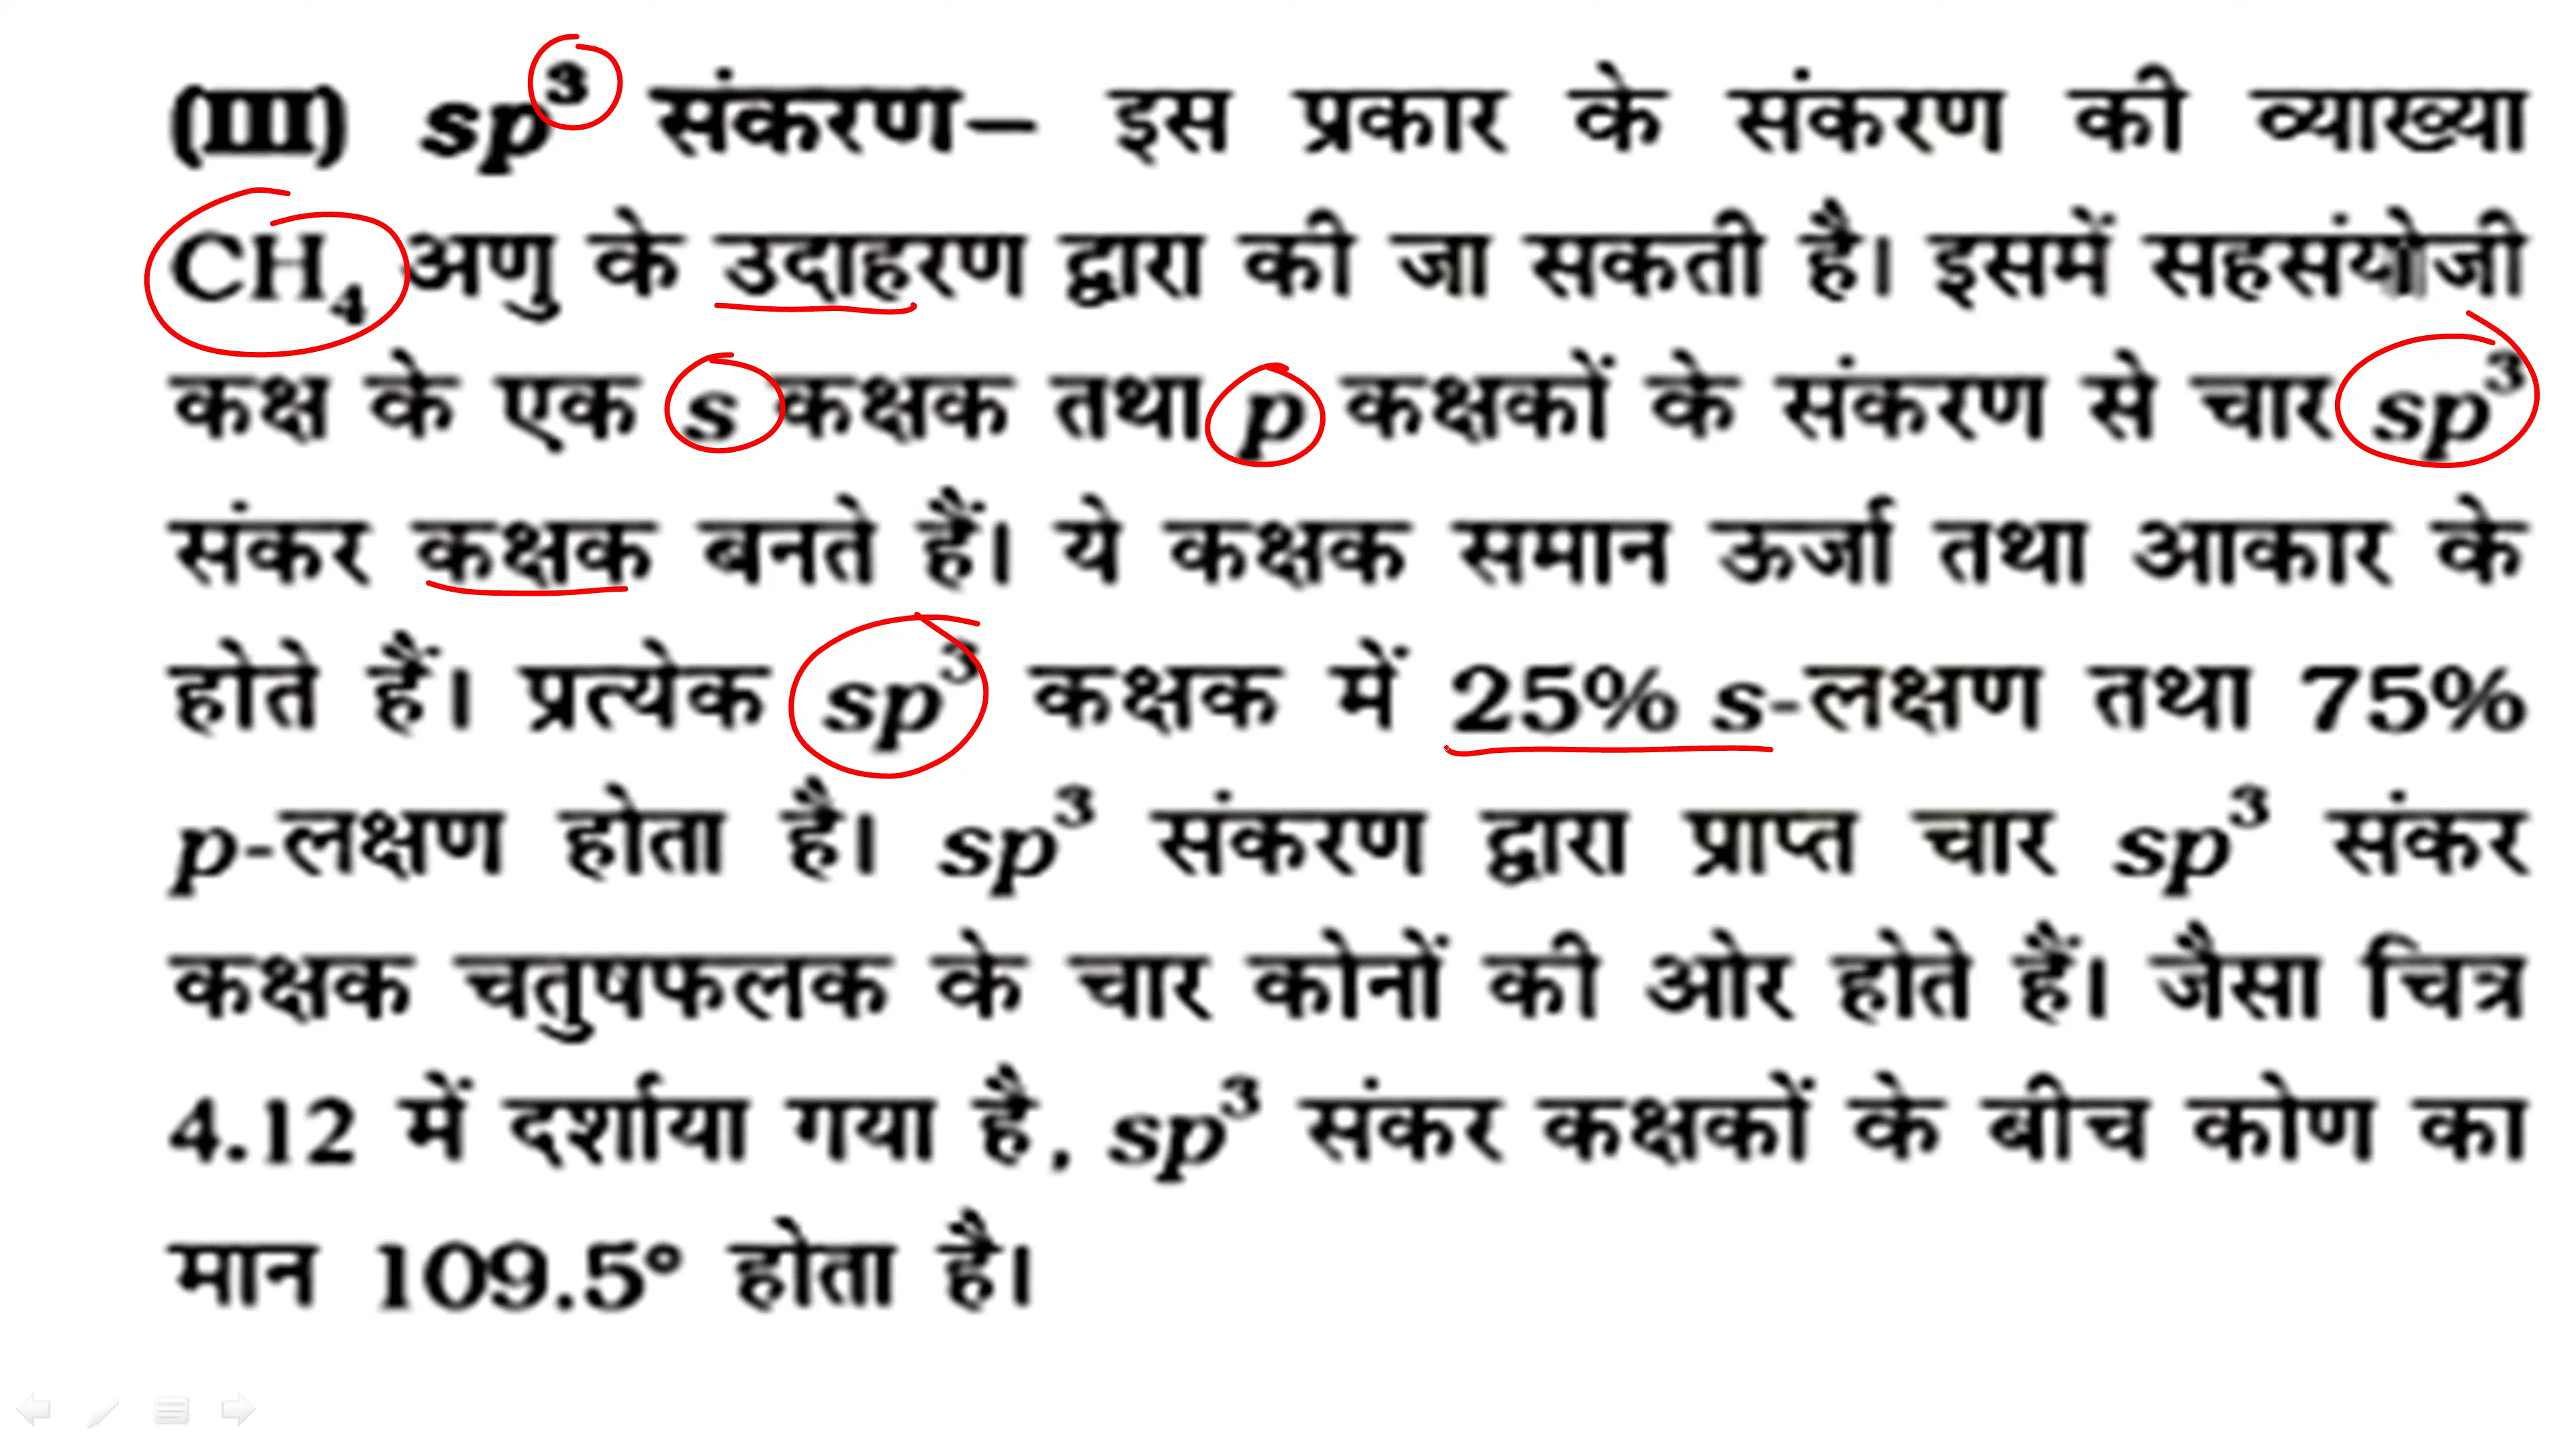 (III) sp³ संकरण– इस प्रकार के संकरण की व्याख्या
CH₄ अणु के उदाहरण द्वारा की जा सकती है। इसमें सहसंयोजी
कक्ष के एक s कक्षक तथा p कक्षकों के संकरण से चार sp³
संकर कक्षक बनते हैं। ये कक्षक समान ऊर्जा तथा आकार के
होते हैं। प्रत्येक sp³ कक्षक में 25% s-लक्षण तथा 75%
p-लक्षण होता है। sp³ संकरण द्वारा प्राप्त चार sp³ संकर
कक्षक चतुषफलक के चार कोनों की ओर होते हैं। जैसा चित्र
4.12 में दर्शाया गया है, sp³ संकर कक्षकों के बीच कोण का
मान 109.5° होता है।